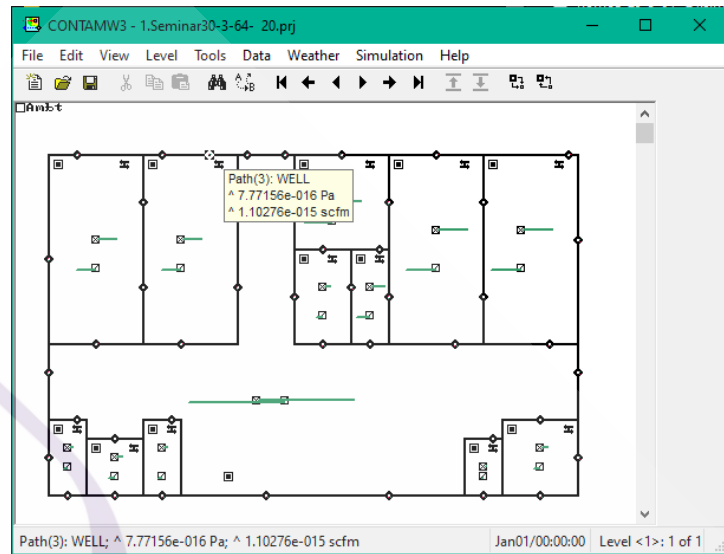 CONTAMW3 - 1.Seminar30-3-64- 20.prj
File Edit View Level Tools Data Weather Simulation Help
Ambt
Path(3): WELL
^ 7.77156e-016 Pa
^ 1.10276e-015 scfm
Path(3): WELL; ^ 7.77156e-016 Pa; ^ 1.10276e-015 scfm Jan01/00:00:00 Level <1>: 1 of 1